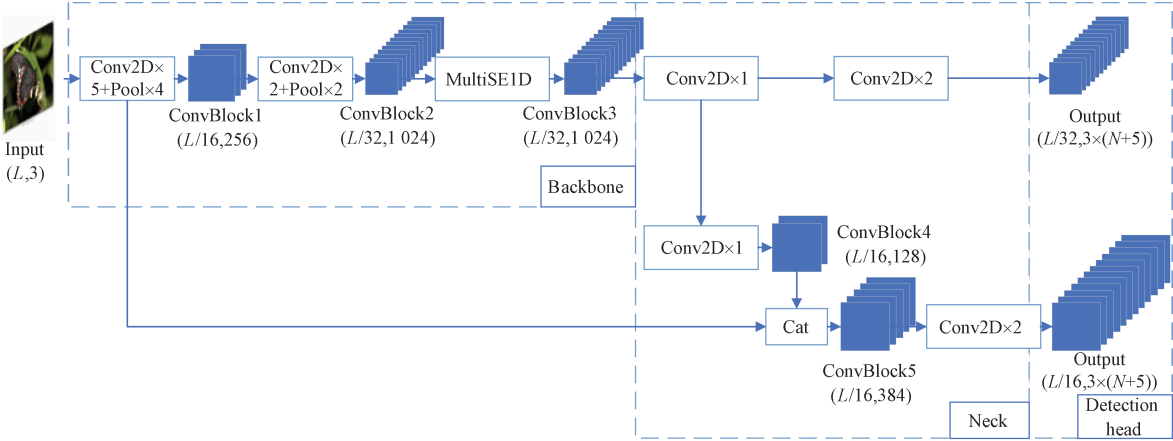 Input
(L,3)
Conv2D×
5+Pool×4
ConvBlock1
(L/16,256)
Conv2D×
2+Pool×2
ConvBlock2
(L/32,1 024)
MultiSE1D
ConvBlock3
(L/32,1 024)
Backbone
Conv2D×1
Conv2D×2
Output
(L/32,3×(N+5))
Conv2D×1
ConvBlock4
(L/16,128)
Cat
ConvBlock5
(L/16,384)
Conv2D×2
Output
(L/16,3×(N+5))
Neck
Detection
head